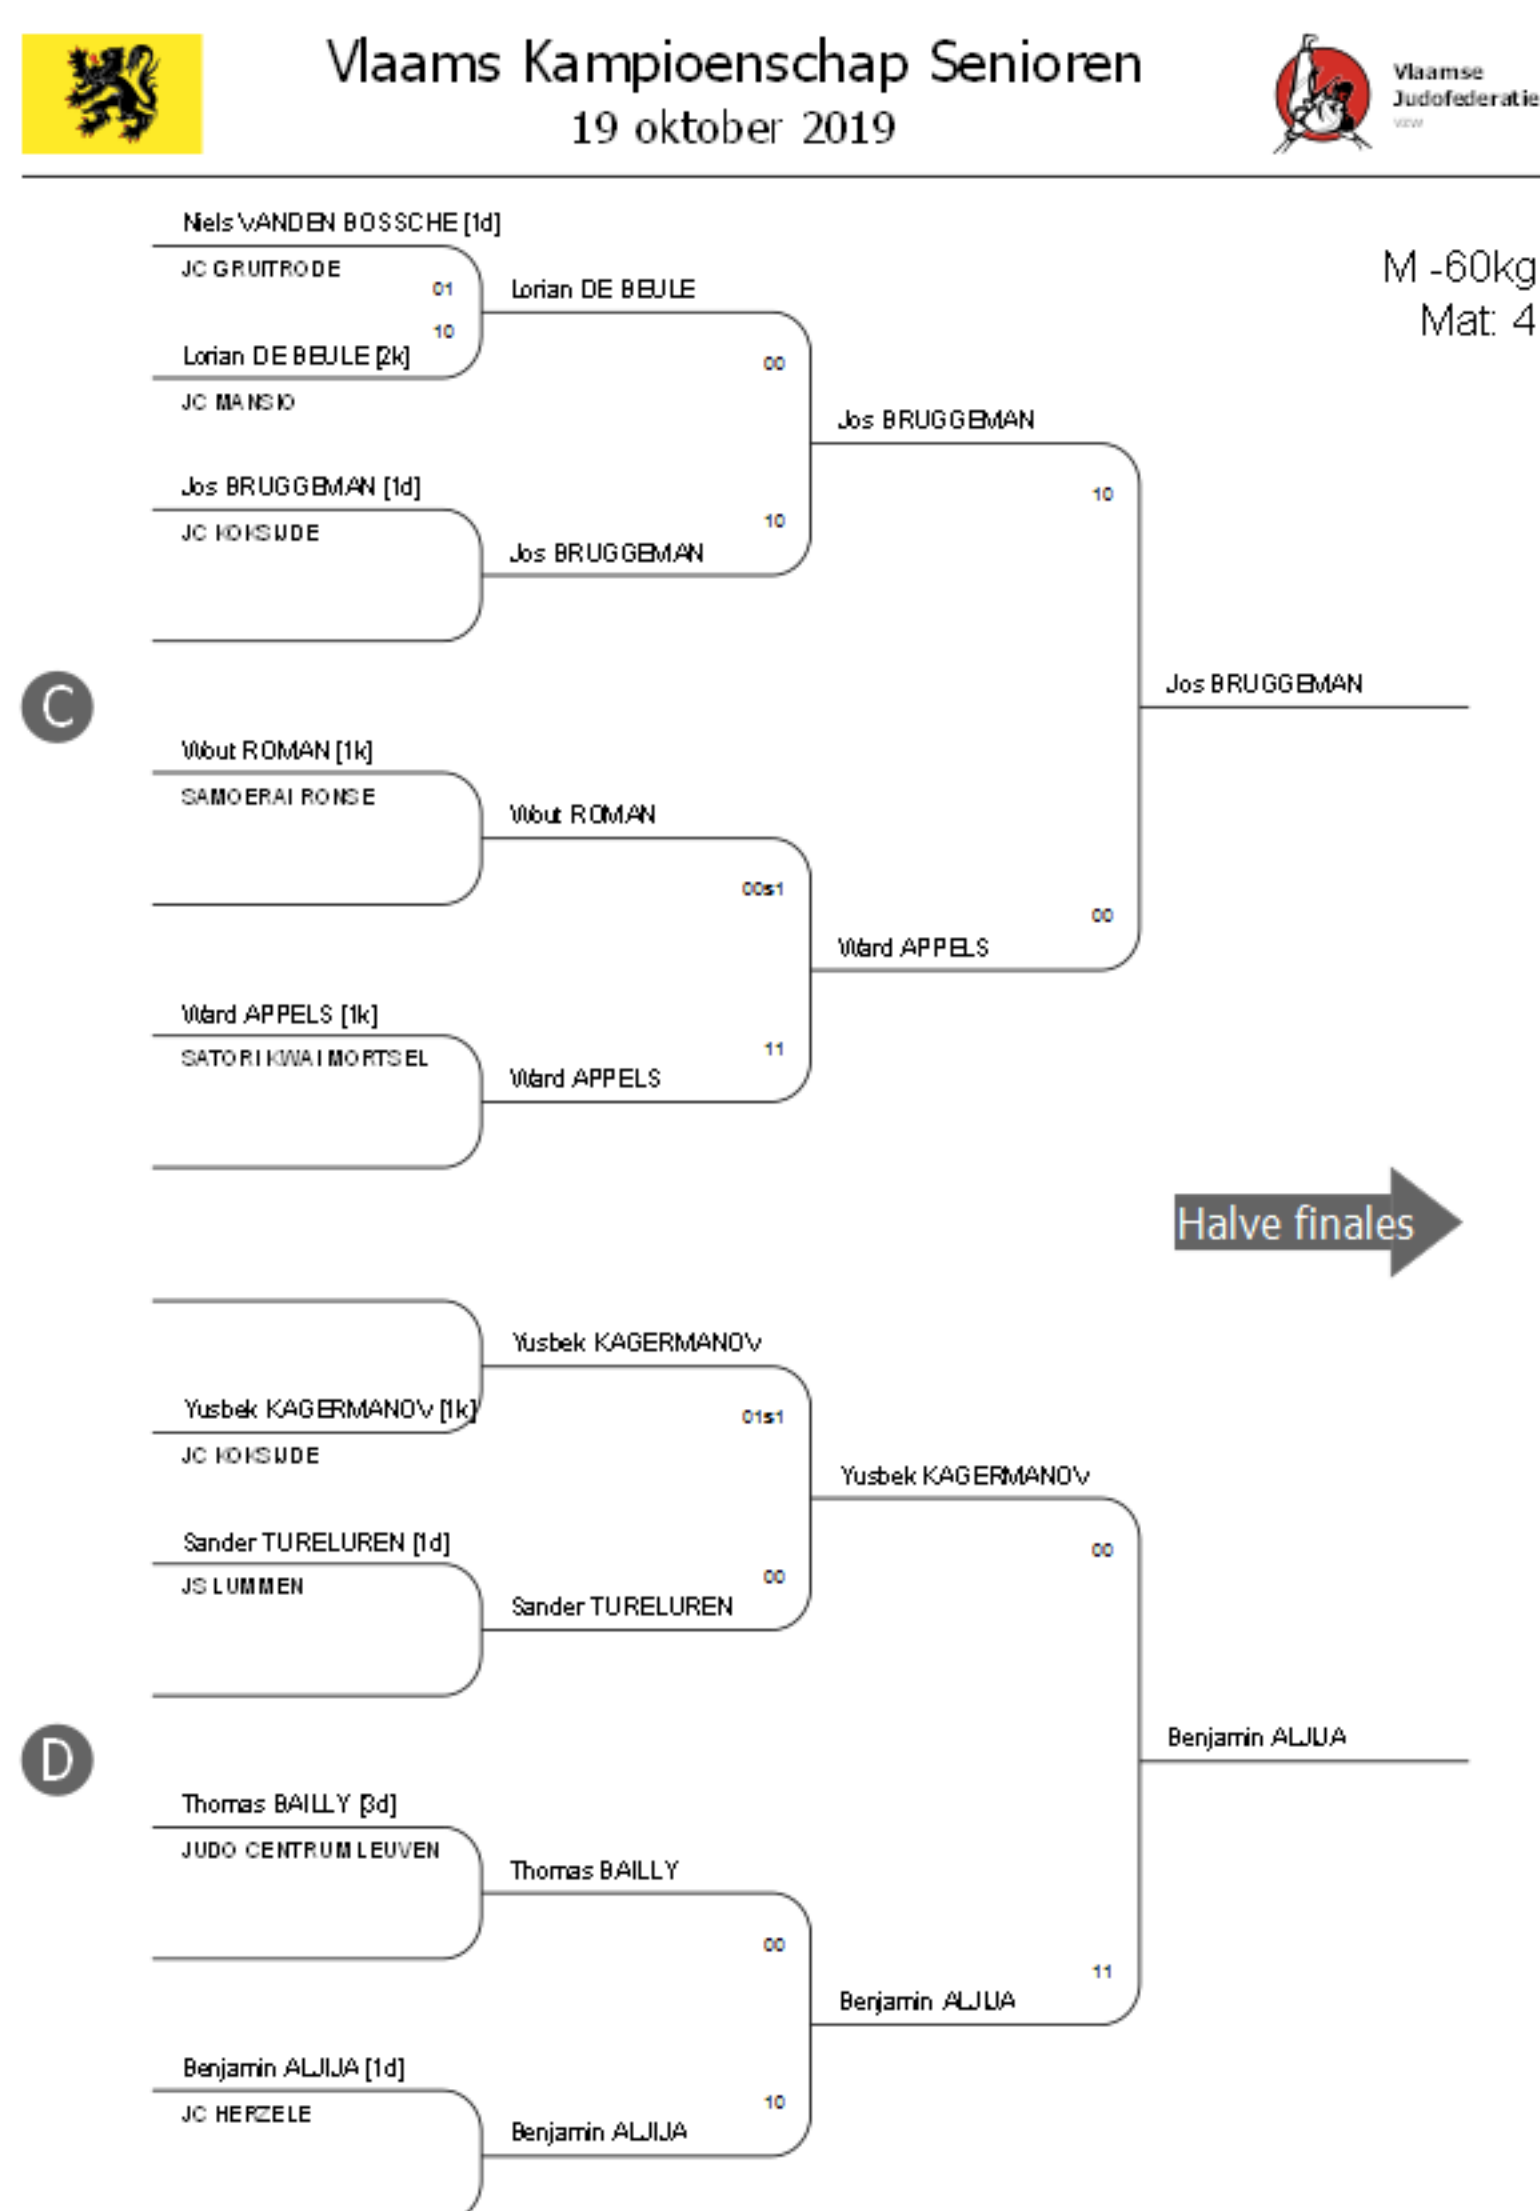 Vlaams Kampioenschap Senioren
19 oktober 2019
Vlaamse
Judofederatie
vzw
M -60kg
Mat: 4
Niels VANDEN BOSSCHE [1d]
JC GRUITRODE
01
10
Lorian DE BEULE [2k]
JC MANSIO
Lorian DE BEULE
00
Jos BRUGGEMAN
10
Jos BRUGGEMAN [1d]
JC KOKSIJDE
10
Jos BRUGGEMAN
Jos BRUGGEMAN
C
Wout ROMAN [1k]
SAMOERAI RONSE
Wout ROMAN
00s1
00
Ward APPELS
Ward APPELS [1k]
SATORI KWAI MORTSEL
11
Ward APPELS
Halve finales
Yusbek KAGERMANOV
Yusbek KAGERMANOV [1k]
JC KOKSIJDE
01s1
Yusbek KAGERMANOV
00
Sander TURELUREN [1d]
JS LUMMEN
00
Sander TURELUREN
Benjamin ALJIJA
D
Thomas BAILLY [3d]
JUDO CENTRUM LEUVEN
Thomas BAILLY
00
11
Benjamin ALJIJA
Benjamin ALJIJA [1d]
JC HERZELE
10
Benjamin ALJIJA